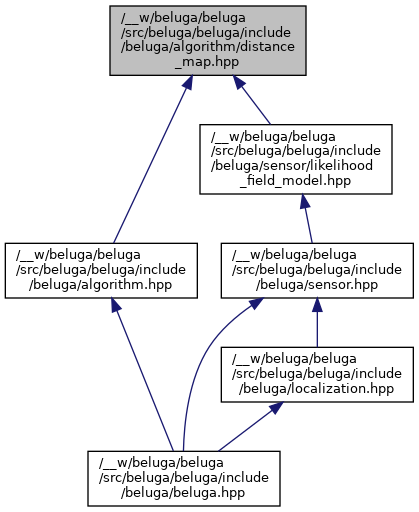 /__w/beluga/beluga
/src/beluga/beluga/include
/beluga/algorithm/distance
_map.hpp
/__w/beluga/beluga
/src/beluga/beluga/include
/beluga/sensor/likelihood
_field_model.hpp
/__w/beluga/beluga
/src/beluga/beluga/include
/beluga/algorithm.hpp
/__w/beluga/beluga
/src/beluga/beluga/include
/beluga/sensor.hpp
/__w/beluga/beluga
/src/beluga/beluga/include
/beluga/localization.hpp
/__w/beluga/beluga
/src/beluga/beluga/include
/beluga/beluga.hpp